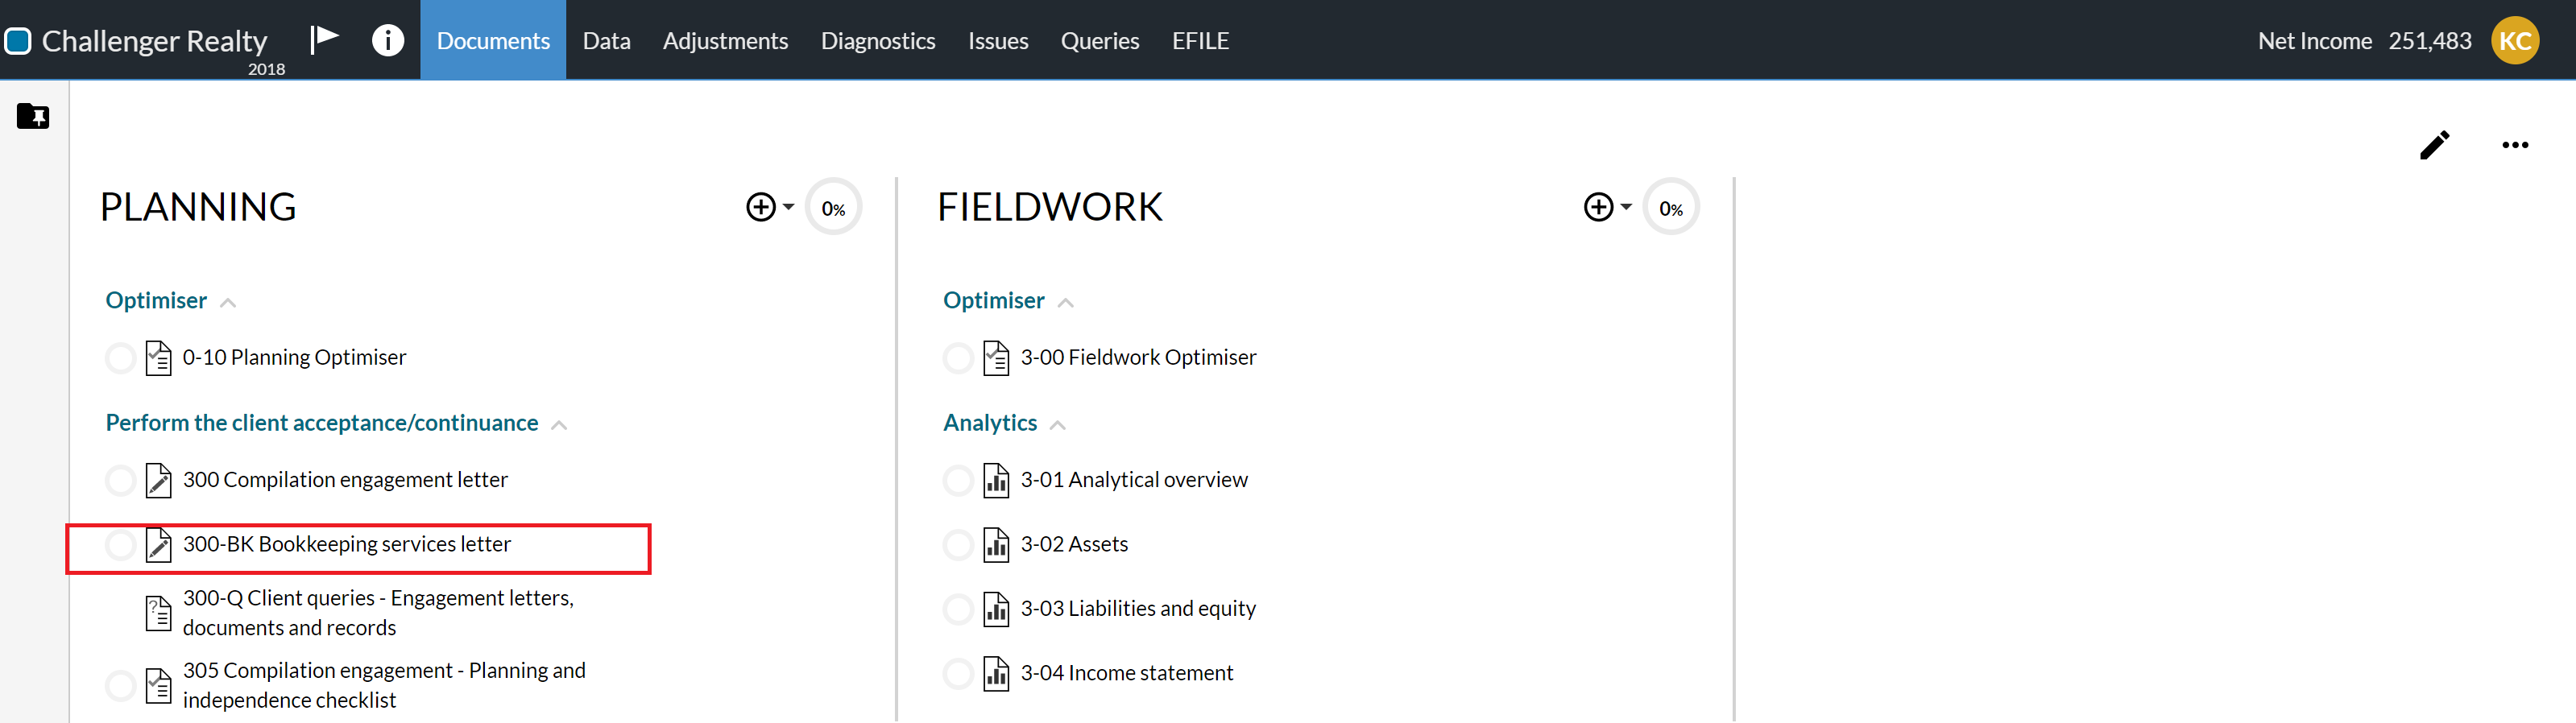 Challenger Realty
2018
Documents
Data
Adjustments
Diagnostics
Issues
Queries
EFILE
Net Income 251,483
KC
PLANNING
0%
Optimiser
0-10 Planning Optimiser
Perform the client acceptance/continuance
300 Compilation engagement letter
300-BK Bookkeeping services letter
300-Q Client queries - Engagement letters,
documents and records
305 Compilation engagement - Planning and
independence checklist
FIELDWORK
0%
Optimiser
3-00 Fieldwork Optimiser
Analytics
3-01 Analytical overview
3-02 Assets
3-03 Liabilities and equity
3-04 Income statement